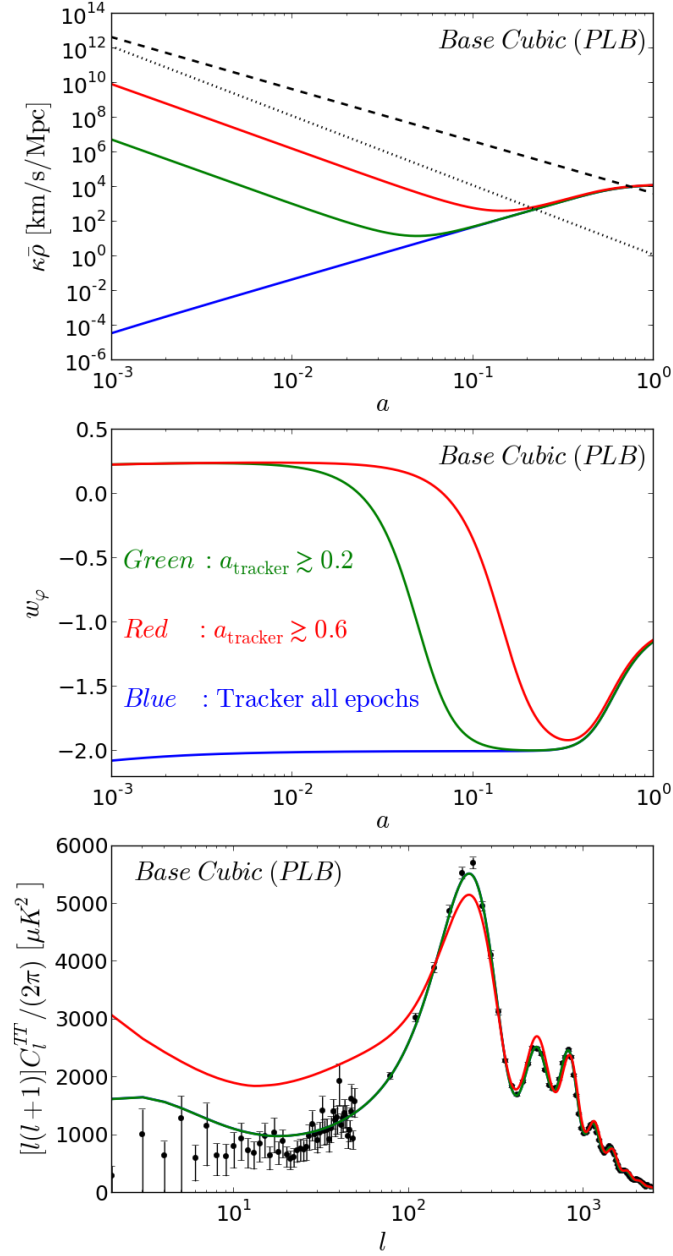 Base Cubic (PLB)
κρ̄ [km/s/Mpc]
10^14
10^12
10^10
10^8
10^6
10^4
10^2
10^0
10^-2
10^-4
10^-6
10^-3 10^-2 10^-1 10^0
a
Base Cubic (PLB)
w_φ
0.5
0.0
−0.5
−1.0
−1.5
−2.0
Green : a_tracker ≳ 0.2
Red : a_tracker ≳ 0.6
Blue : Tracker all epochs
10^-3 10^-2 10^-1 10^0
a
Base Cubic (PLB)
[l(l+1)]C_l^TT/(2π) [μK^2 ]
6000
5000
4000
3000
2000
1000
0
10^1 10^2 10^3
l